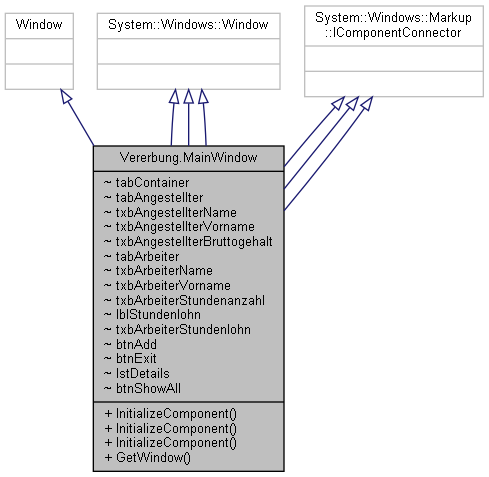 Window
System::Windows::Window
System::Windows::Markup
::IComponentConnector
Vererbung.MainWindow
~ tabContainer
~ tabAngestellter
~ txbAngestellterName
~ txbAngestellterVorname
~ txbAngestellterBruttogehalt
~ tabArbeiter
~ txbArbeiterName
~ txbArbeiterVorname
~ txbArbeiterStundenanzahl
~ lblStundenlohn
~ txbArbeiterStundenlohn
~ btnAdd
~ btnExit
~ lstDetails
~ btnShowAll
+ InitializeComponent()
+ InitializeComponent()
+ InitializeComponent()
+ GetWindow()